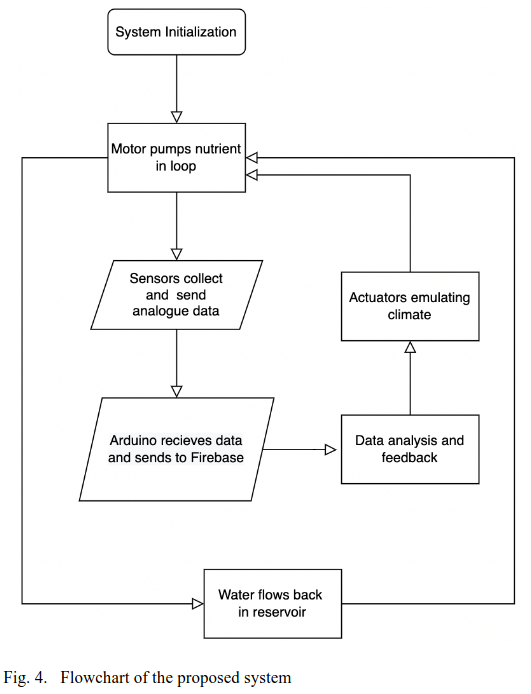 System Initialization
Motor pumps nutrient
in loop
Sensors collect
and send
analogue data
Actuators emulating
climate
Arduino recieves data
and sends to Firebase
Data analysis and
feedback
Water flows back
in reservoir
Fig. 4. Flowchart of the proposed system